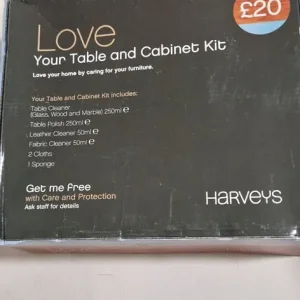 £20
Love
Your Table and Cabinet Kit
Love your home by caring for your furniture.
Your Table and Cabinet Kit includes:
Table Cleaner
(Glass, Wood and Marble) 250ml ℮
Table Polish 250ml ℮
Leather Cleaner 50ml ℮
Fabric Cleaner 50ml ℮
2 Cloths
1 Sponge
Get me free
with Care and Protection
Ask staff for details
HARVEYS